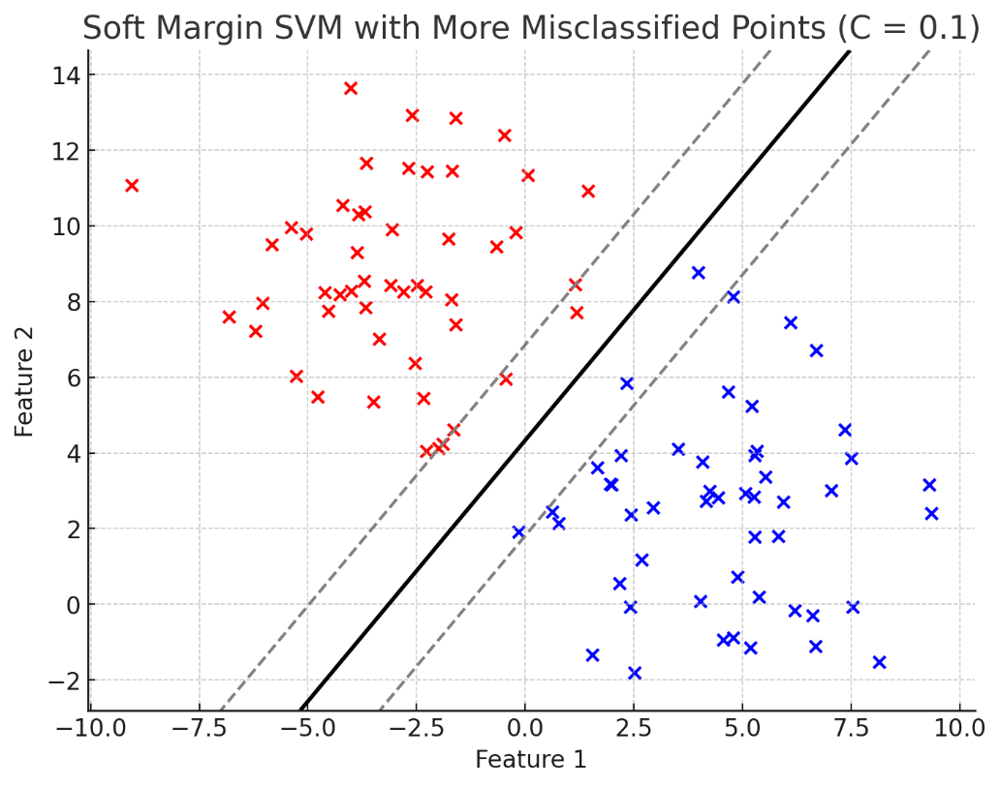 Soft Margin SVM with More Misclassified Points (C = 0.1)
14
12
10
8
6
4
2
0
−2
Feature 2
−10.0 −7.5 −5.0 −2.5 0.0 2.5 5.0 7.5 10.0
Feature 1